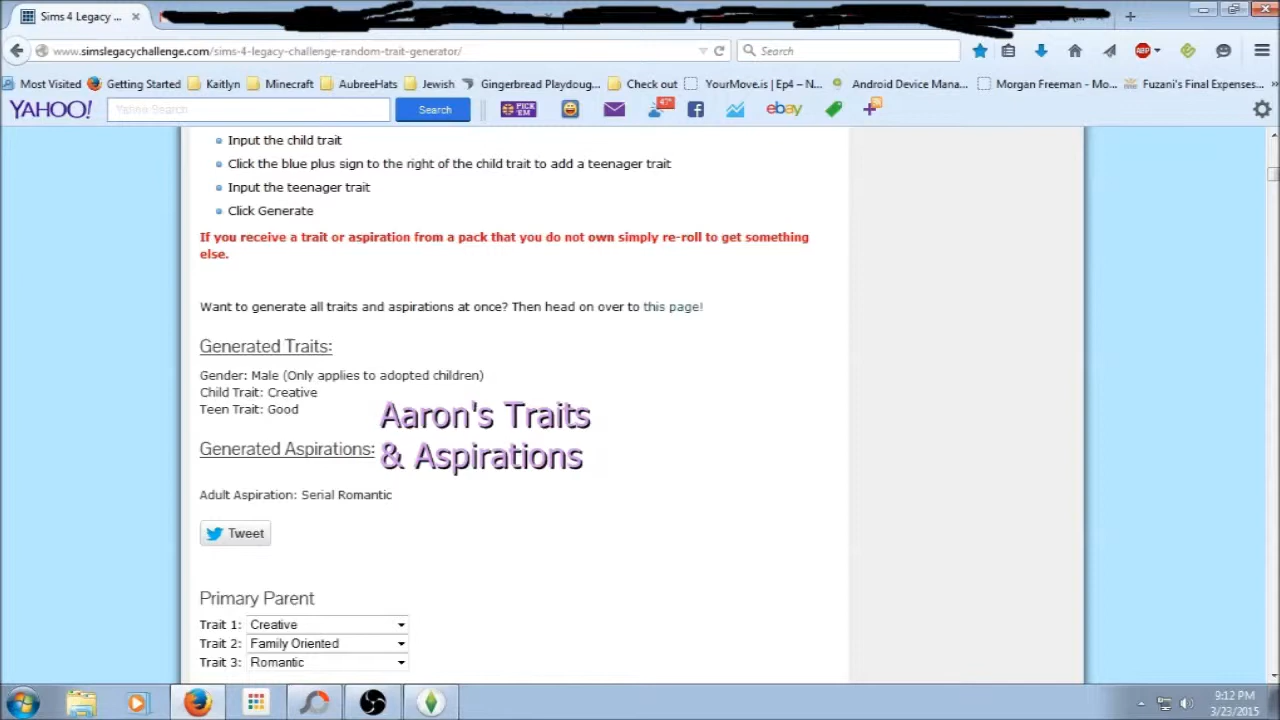 Sims 4 Legacy ...
www.simslegacychallenge.com/sims-4-legacy-challenge-random-trait-generator/
Search
ABP
Most Visited Getting Started Kaitlyn Minecraft AubreeHats Jewish Gingerbread Playdoug... Check out YourMove.is | Ep4 – N... Android Device Mana... Morgan Freeman - Mo... Fuzani's Final Expenses...
YAHOO! Yahoo Search Search PICK EM 47° ebay
Input the child trait
Click the blue plus sign to the right of the child trait to add a teenager trait
Input the teenager trait
Click Generate
If you receive a trait or aspiration from a pack that you do not own simply re-roll to get something
else.
Want to generate all traits and aspirations at once? Then head on over to this page!
Generated Traits:
Gender: Male (Only applies to adopted children)
Child Trait: Creative
Teen Trait: Good
Aaron's Traits
& Aspirations
Generated Aspirations:
Adult Aspiration: Serial Romantic
Tweet
Primary Parent
Trait 1: Creative
Trait 2: Family Oriented
Trait 3: Romantic
9:12 PM
3/23/2015